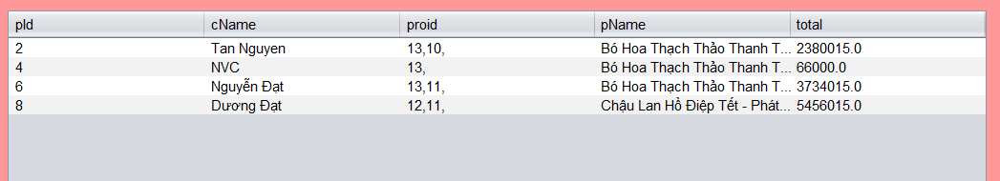 pId cName proid pName total
2 Tan Nguyen 13,10, Bó Hoa Thạch Thảo Thanh T... 2380015.0
4 NVC 13, Bó Hoa Thạch Thảo Thanh T... 66000.0
6 Nguyễn Đạt 13,11, Bó Hoa Thạch Thảo Thanh T... 3734015.0
8 Dương Đạt 12,11, Chậu Lan Hồ Điệp Tết - Phát... 5456015.0